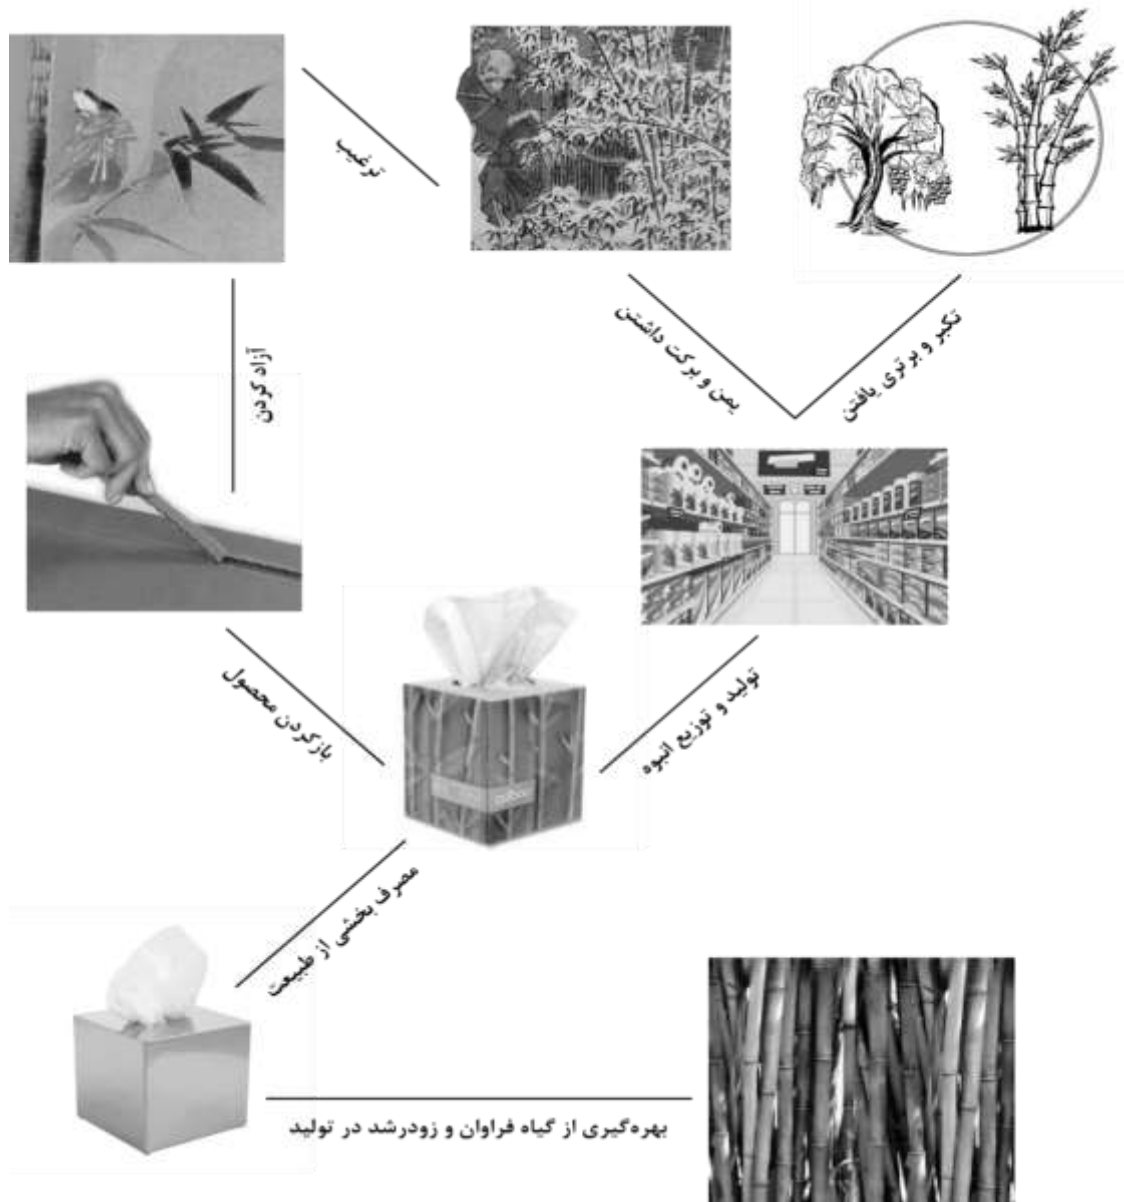 ترغیب
تکبر و برتری یافتن
یمن و برکت داشتن
آزاد کردن
تولید و توزیع انبوه
بازکردن محصول
مصرف بخشی از طبیعت
بهره‌گیری از گیاه فراوان و زودرشد در تولید